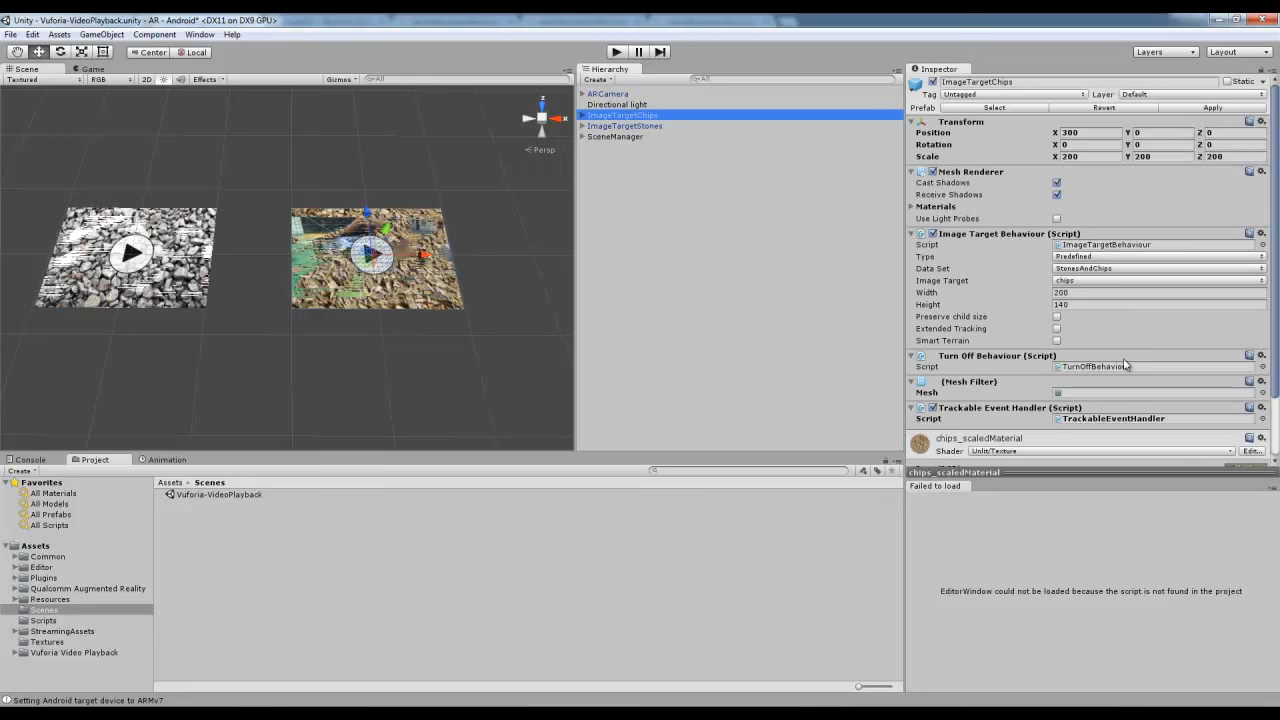 Unity - Vuforia-VideoPlayback.unity - AR - Android* <DX11 on DX9 GPU>
File Edit Assets GameObject Component Window Help
Center Local Layers Layout
Scene Game
Textured RGB 2D Effects Gizmos All
z
x
Persp
Hierarchy
Create All
ARCamera
Directional light
ImageTargetChips
ImageTargetStones
SceneManager
Inspector
ImageTargetChips Static
Tag Untagged Layer Default
Prefab Select Revert Apply
Transform
Position X 300 Y 0 Z 0
Rotation X 0 Y 0 Z 0
Scale X 200 Y 200 Z 200
Mesh Renderer
Cast Shadows
Receive Shadows
Materials
Use Light Probes
Image Target Behaviour (Script)
Script ImageTargetBehaviour
Type Predefined
Data Set StonesAndChips
Image Target chips
Width 200
Height 140
Preserve child size
Extended Tracking
Smart Terrain
Turn Off Behaviour (Script)
Script TurnOffBehaviour
(Mesh Filter)
Mesh
Trackable Event Handler (Script)
Script TrackableEventHandler
chips_scaledMaterial
Shader Unlit/Texture Edit...
chips_scaledMaterial
Failed to load
EditorWindow could not be loaded because the script is not found in the project
Console Project Animation
Create
Favorites
All Materials
All Models
All Prefabs
All Scripts
Assets
Common
Editor
Plugins
Qualcomm Augmented Reality
Resources
Scenes
Scripts
StreamingAssets
Textures
Vuforia Video Playback
Assets Scenes
Vuforia-VideoPlayback
Setting Android target device to ARMv7